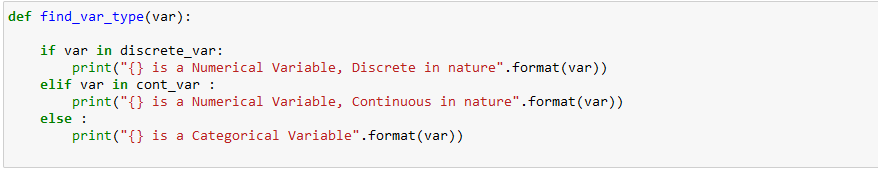 def find_var_type(var):
    if var in discrete_var:
        print("{} is a Numerical Variable, Discrete in nature".format(var))
    elif var in cont_var :
        print("{} is a Numerical Variable, Continuous in nature".format(var))
    else :
        print("{} is a Categorical Variable".format(var))